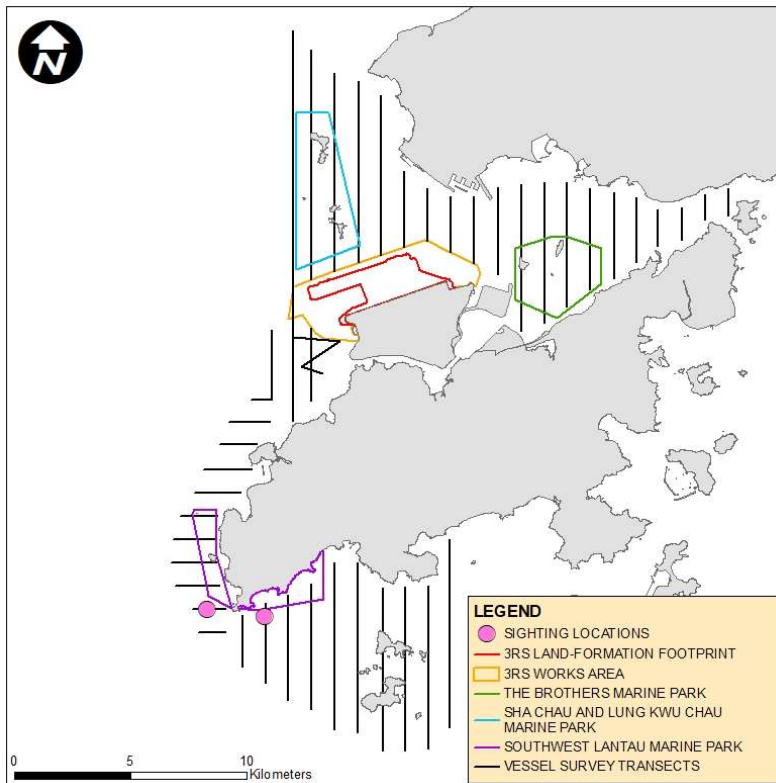 N
LEGEND
SIGHTING LOCATIONS
3RS LAND-FORMATION FOOTPRINT
3RS WORKS AREA
THE BROTHERS MARINE PARK
SHA CHAU AND LUNG KWU CHAU
MARINE PARK
SOUTHWEST LANTAU MARINE PARK
VESSEL SURVEY TRANSECTS
0 5 10
Kilometers